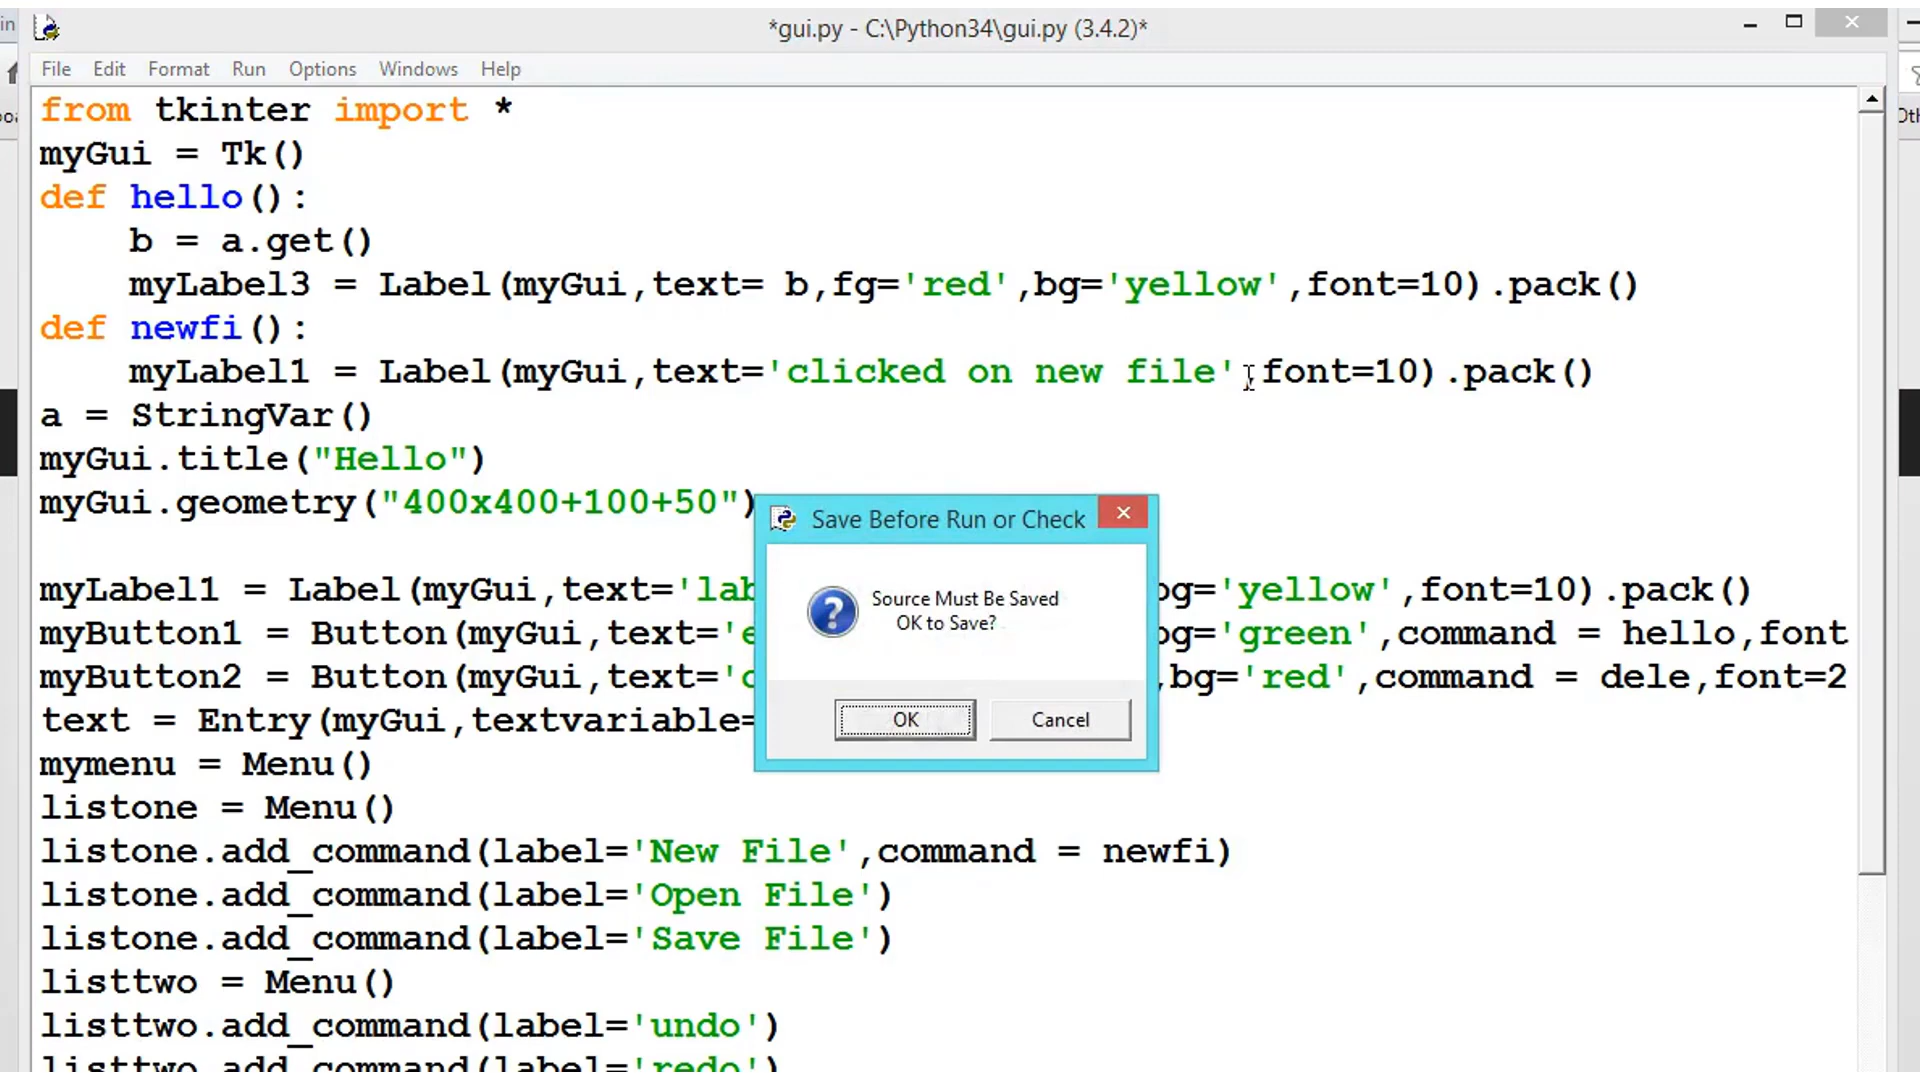 *gui.py - C:\Python34\gui.py (3.4.2)*
File Edit Format Run Options Windows Help
from tkinter import *
myGui = Tk()
def hello():
    b = a.get()
    myLabel3 = Label(myGui,text= b,fg='red',bg='yellow',font=10).pack()
def newfi():
    myLabel1 = Label(myGui,text='clicked on new file',font=10).pack()
a = StringVar()
myGui.title("Hello")
myGui.geometry("400x400+100+50")
myLabel1 = Label(myGui,text='lab bg='yellow',font=10).pack()
myButton1 = Button(myGui,text='e bg='green',command = hello,font
myButton2 = Button(myGui,text='c ,bg='red',command = dele,font=2
text = Entry(myGui,textvariable=
Save Before Run or Check
Source Must Be Saved
OK to Save?
OK Cancel
mymenu = Menu()
listone = Menu()
listone.add_command(label='New File',command = newfi)
listone.add_command(label='Open File')
listone.add_command(label='Save File')
listtwo = Menu()
listtwo.add_command(label='undo')
listtwo.add_command(label='redo')